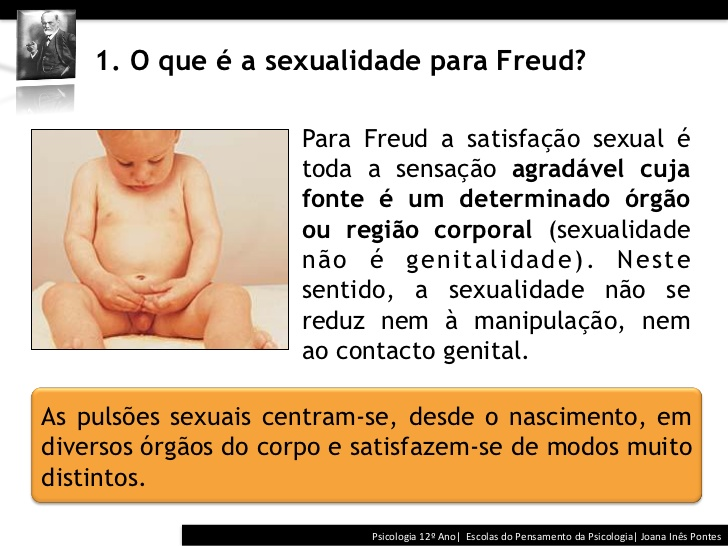 1. O que é a sexualidade para Freud?
Para Freud a satisfação sexual é
toda a sensação agradável cuja
fonte é um determinado órgão
ou região corporal (sexualidade
não é genitalidade). Neste
sentido, a sexualidade não se
reduz nem à manipulação, nem
ao contacto genital.
As pulsões sexuais centram-se, desde o nascimento, em
diversos órgãos do corpo e satisfazem-se de modos muito
distintos.
Psicologia 12º Ano| Escolas do Pensamento da Psicologia| Joana Inês Pontes